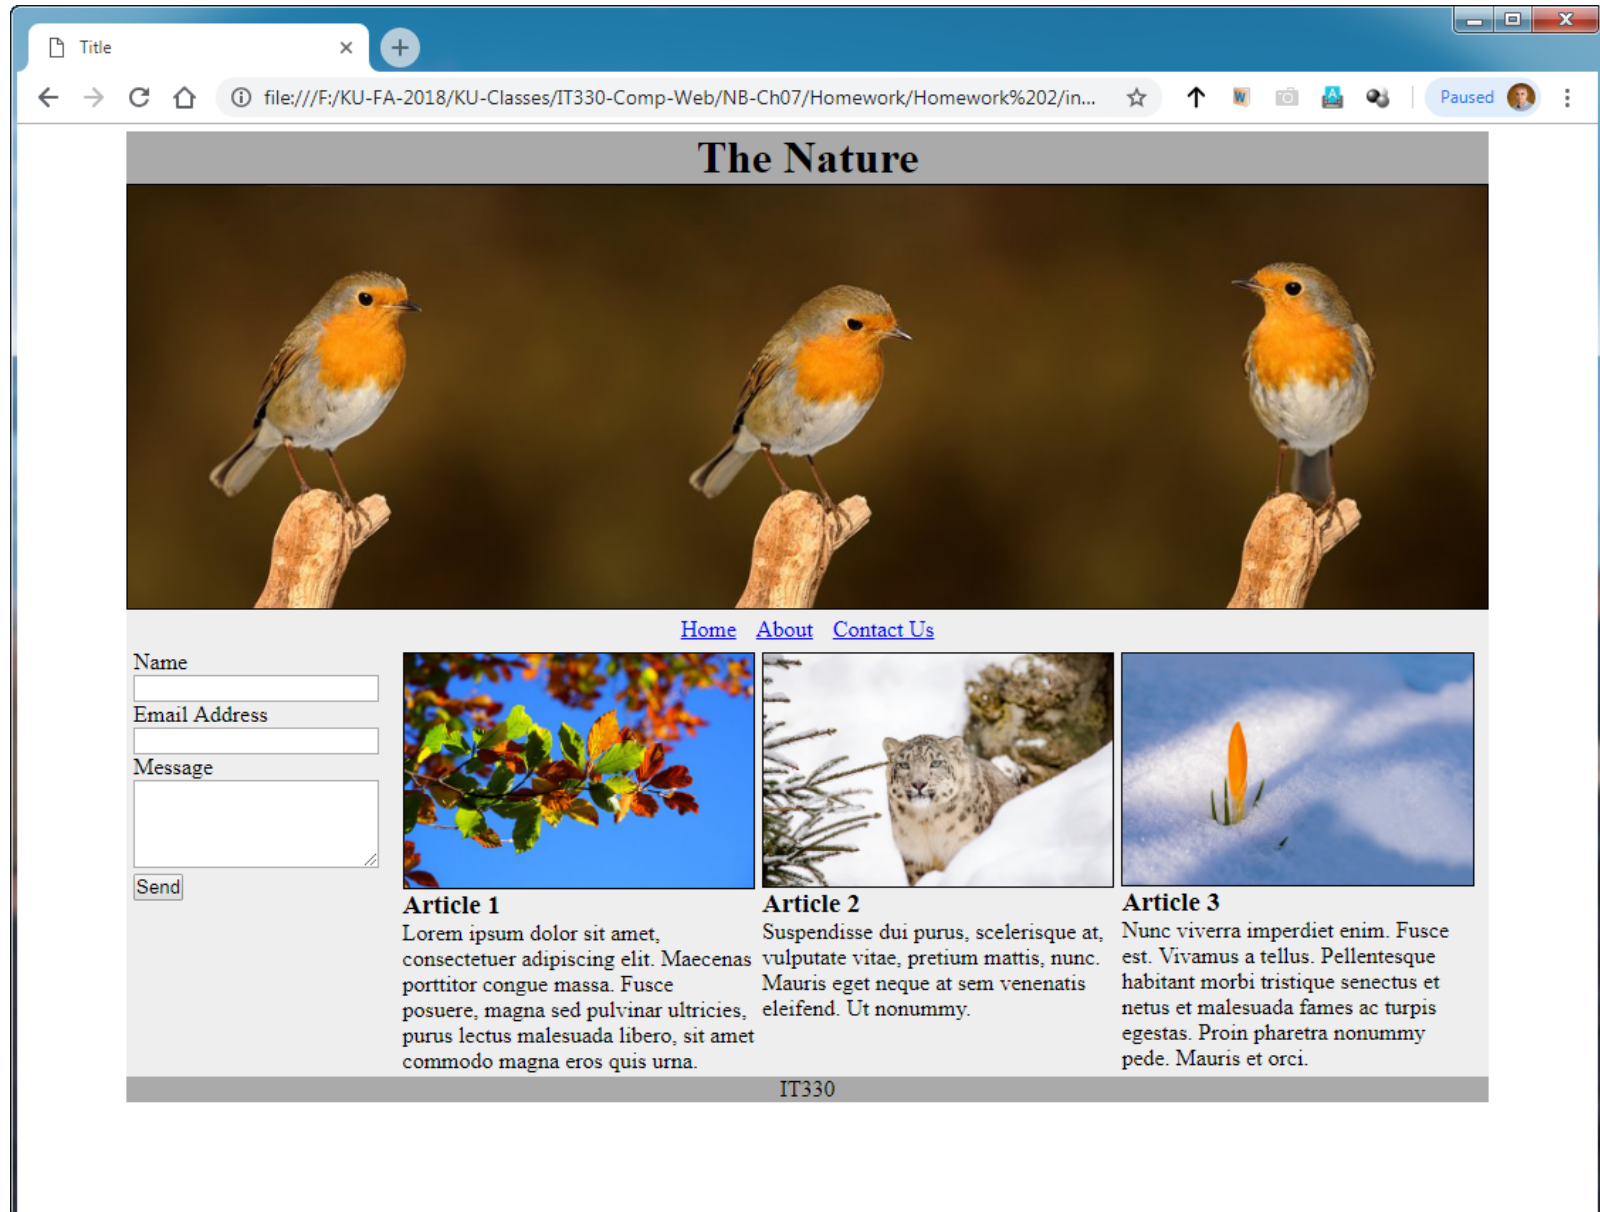 Title
file:///F:/KU-FA-2018/KU-Classes/IT330-Comp-Web/NB-Ch07/Homework/Homework%202/in...
Paused
The Nature
Home About Contact Us
Name
Email Address
Message
Send
Article 1
Lorem ipsum dolor sit amet,
consectetuer adipiscing elit. Maecenas
porttitor congue massa. Fusce
posuere, magna sed pulvinar ultricies,
purus lectus malesuada libero, sit amet
commodo magna eros quis urna.
Article 2
Suspendisse dui purus, scelerisque at,
vulputate vitae, pretium mattis, nunc.
Mauris eget neque at sem venenatis
eleifend. Ut nonummy.
Article 3
Nunc viverra imperdiet enim. Fusce
est. Vivamus a tellus. Pellentesque
habitant morbi tristique senectus et
netus et malesuada fames ac turpis
egestas. Proin pharetra nonummy
pede. Mauris et orci.
IT330